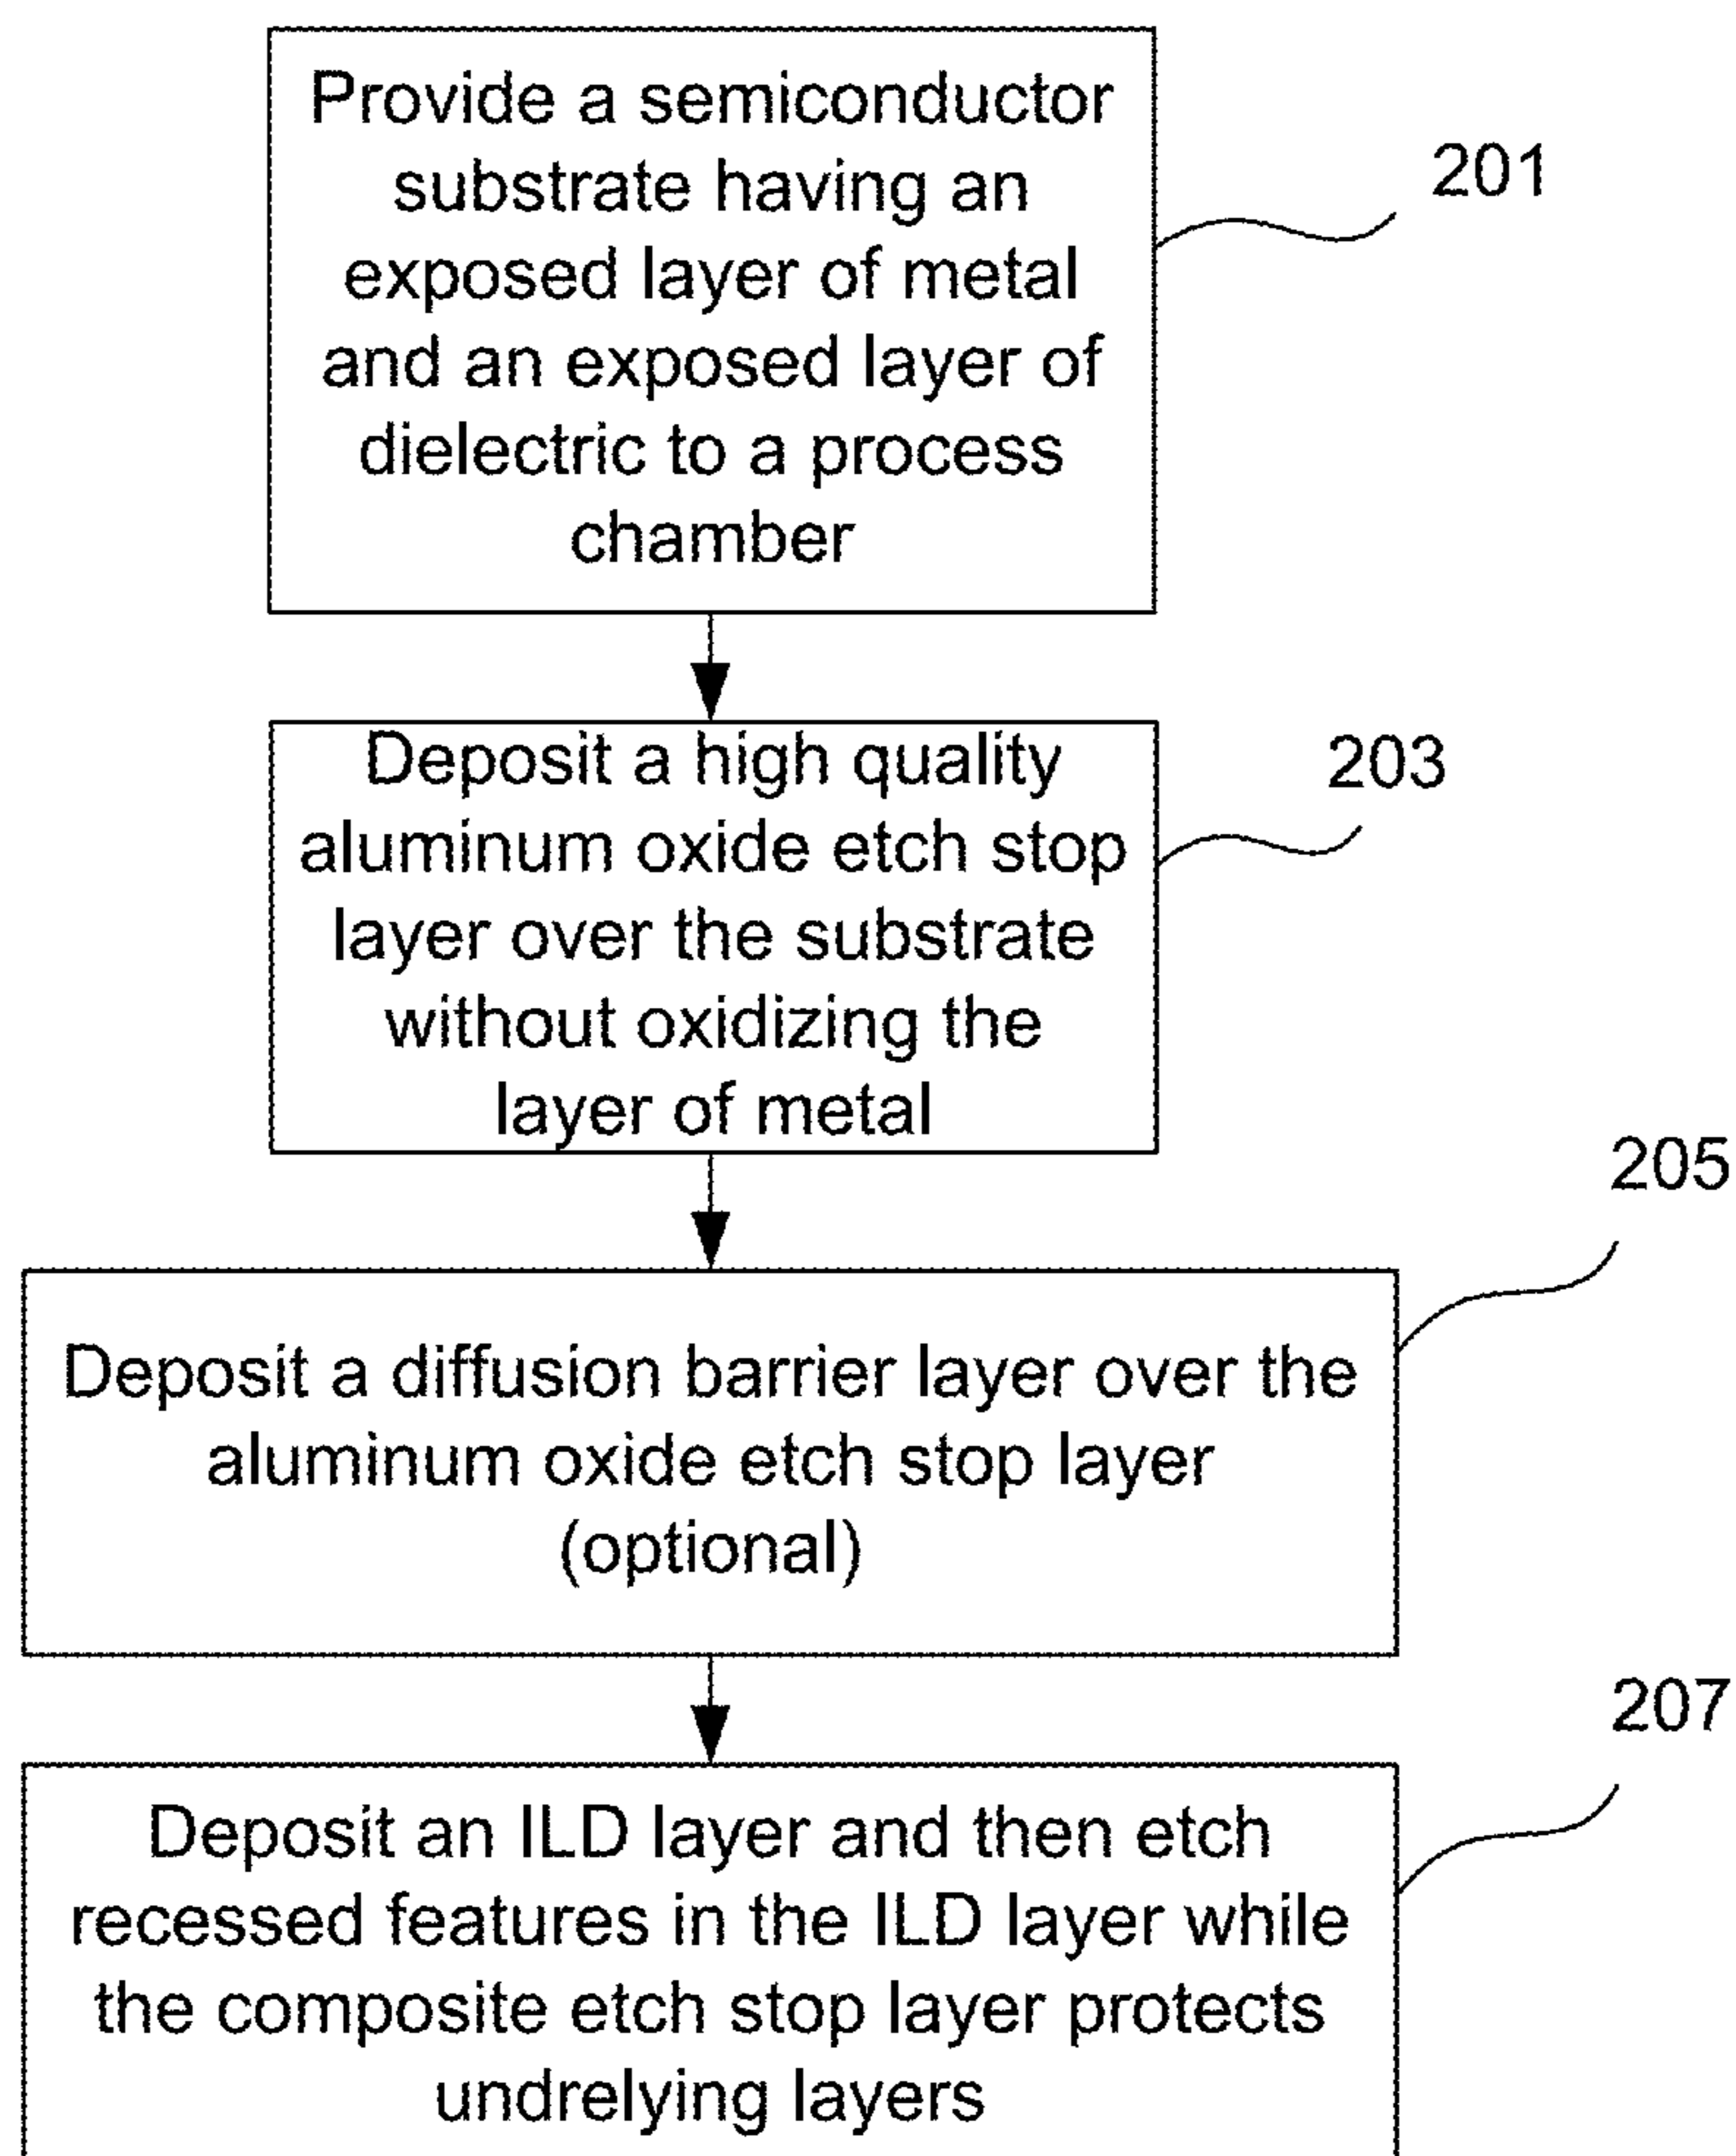 Provide a semiconductor
substrate having an
exposed layer of metal
and an exposed layer of
dielectric to a process
chamber
201
Deposit a high quality
aluminum oxide etch stop
layer over the substrate
without oxidizing the
layer of metal
203
Deposit a diffusion barrier layer over the
aluminum oxide etch stop layer
(optional)
205
Deposit an ILD layer and then etch
recessed features in the ILD layer while
the composite etch stop layer protects
undrelying layers
207